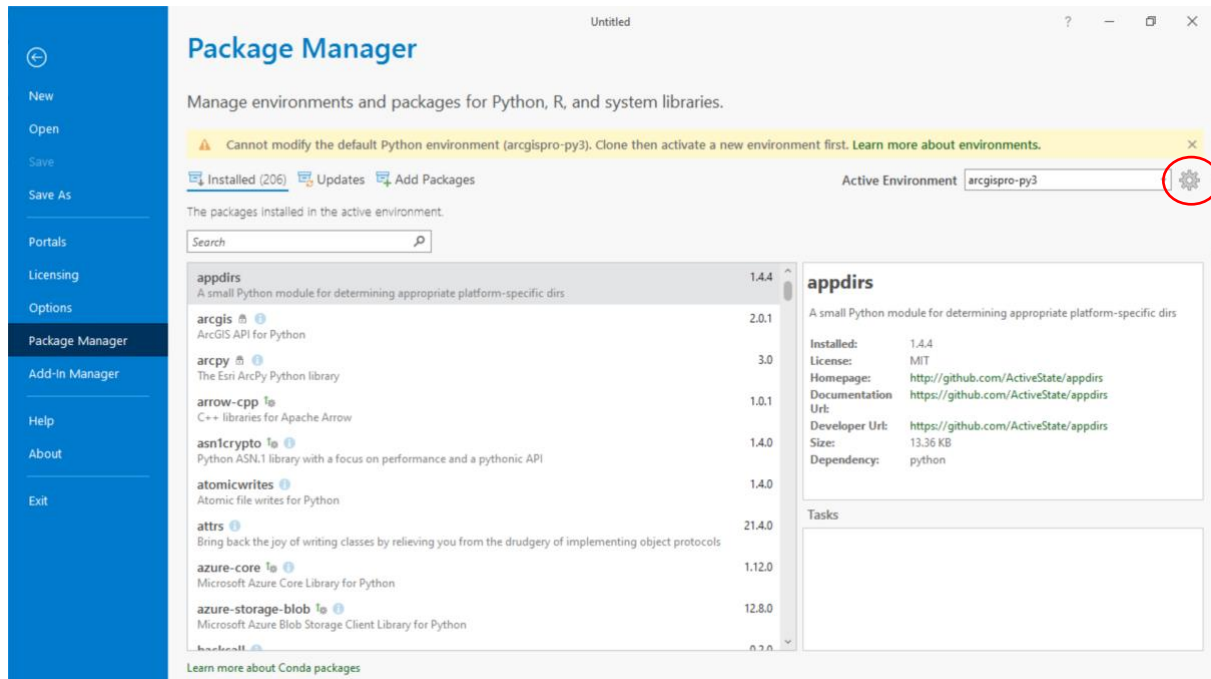 Untitled
?
Package Manager
New
Open
Save
Save As
Portals
Licensing
Options
Package Manager
Add-In Manager
Help
About
Exit
Manage environments and packages for Python, R, and system libraries.
Cannot modify the default Python environment (arcgispro-py3). Clone then activate a new environment first. Learn more about environments.
Installed (206) Updates Add Packages
Active Environment arcgispro-py3
The packages installed in the active environment.
Search
appdirs 1.4.4
A small Python module for determining appropriate platform-specific dirs
arcgis 2.0.1
ArcGIS API for Python
arcpy 3.0
The Esri ArcPy Python library
arrow-cpp 1.0.1
C++ libraries for Apache Arrow
asn1crypto 1.4.0
Python ASN.1 library with a focus on performance and a pythonic API
atomicwrites 1.4.0
Atomic file writes for Python
attrs 21.4.0
Bring back the joy of writing classes by relieving you from the drudgery of implementing object protocols
azure-core 1.12.0
Microsoft Azure Core Library for Python
azure-storage-blob 12.8.0
Microsoft Azure Blob Storage Client Library for Python
backcall 0.2.0
Learn more about Conda packages
appdirs
A small Python module for determining appropriate platform-specific dirs
Installed: 1.4.4
License: MIT
Homepage: http://github.com/ActiveState/appdirs
Documentation https://github.com/ActiveState/appdirs
Url:
Developer Url: https://github.com/ActiveState/appdirs
Size: 13.36 KB
Dependency: python
Tasks